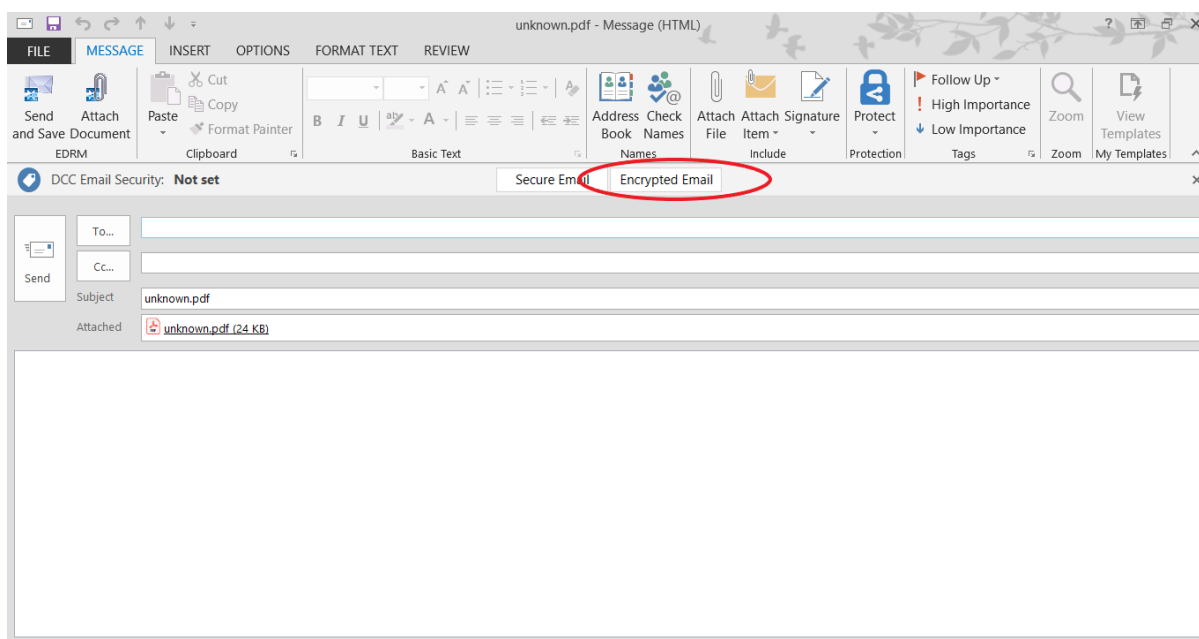 unknown.pdf - Message (HTML)
FILE MESSAGE INSERT OPTIONS FORMAT TEXT REVIEW
Send and Save
Attach Document
EDRM
Paste
Cut
Copy
Format Painter
Clipboard
B I U A
Basic Text
Address Book
Check Names
Names
Attach File
Attach Item
Signature
Include
Protect
Protection
Follow Up
High Importance
Low Importance
Tags
Zoom
Zoom
View Templates
My Templates
DCC Email Security: Not set
Secure Email
Encrypted Email
Send
To...
Cc...
Subject unknown.pdf
Attached unknown.pdf (24 KB)